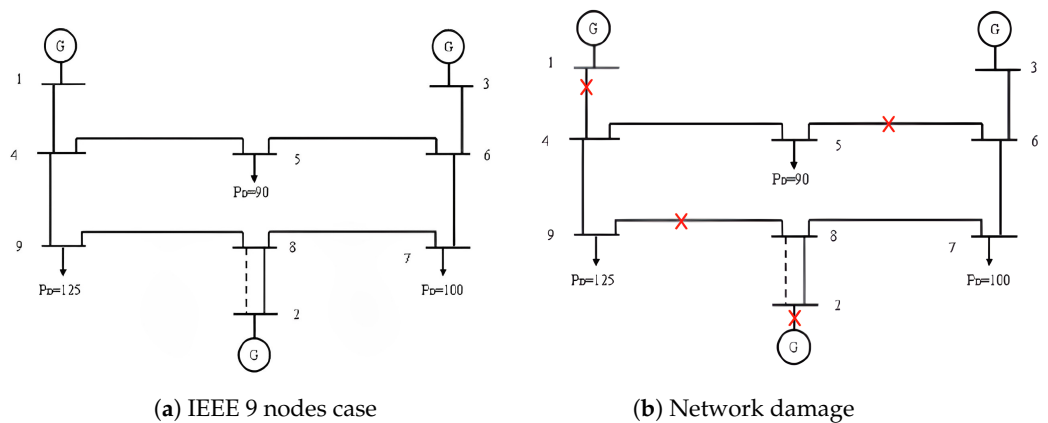 G
G
1
3
4
5
6
PD=90
9
8
7
PD=125
PD=100
2
G
(a) IEEE 9 nodes case
G
G
1
3
4
5
6
PD=90
9
8
7
PD=125
PD=100
2
G
(b) Network damage